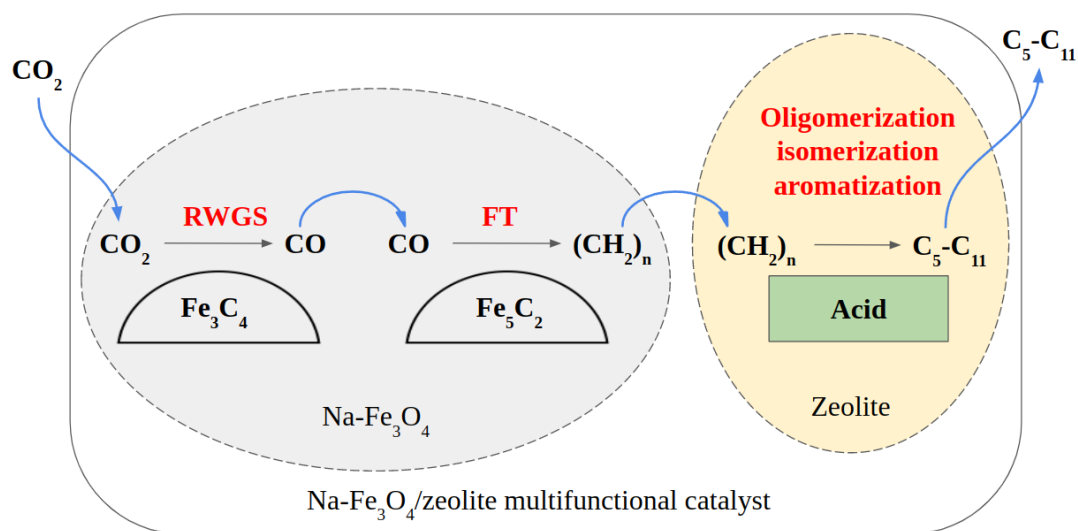 CO₂
C₅-C₁₁
Oligomerization
isomerization
aromatization
RWGS
FT
CO₂
CO
CO
(CH₂)ₙ
(CH₂)ₙ
C₅-C₁₁
Fe₃C₄
Fe₅C₂
Acid
Na-Fe₃O₄
Zeolite
Na-Fe₃O₄/zeolite multifunctional catalyst